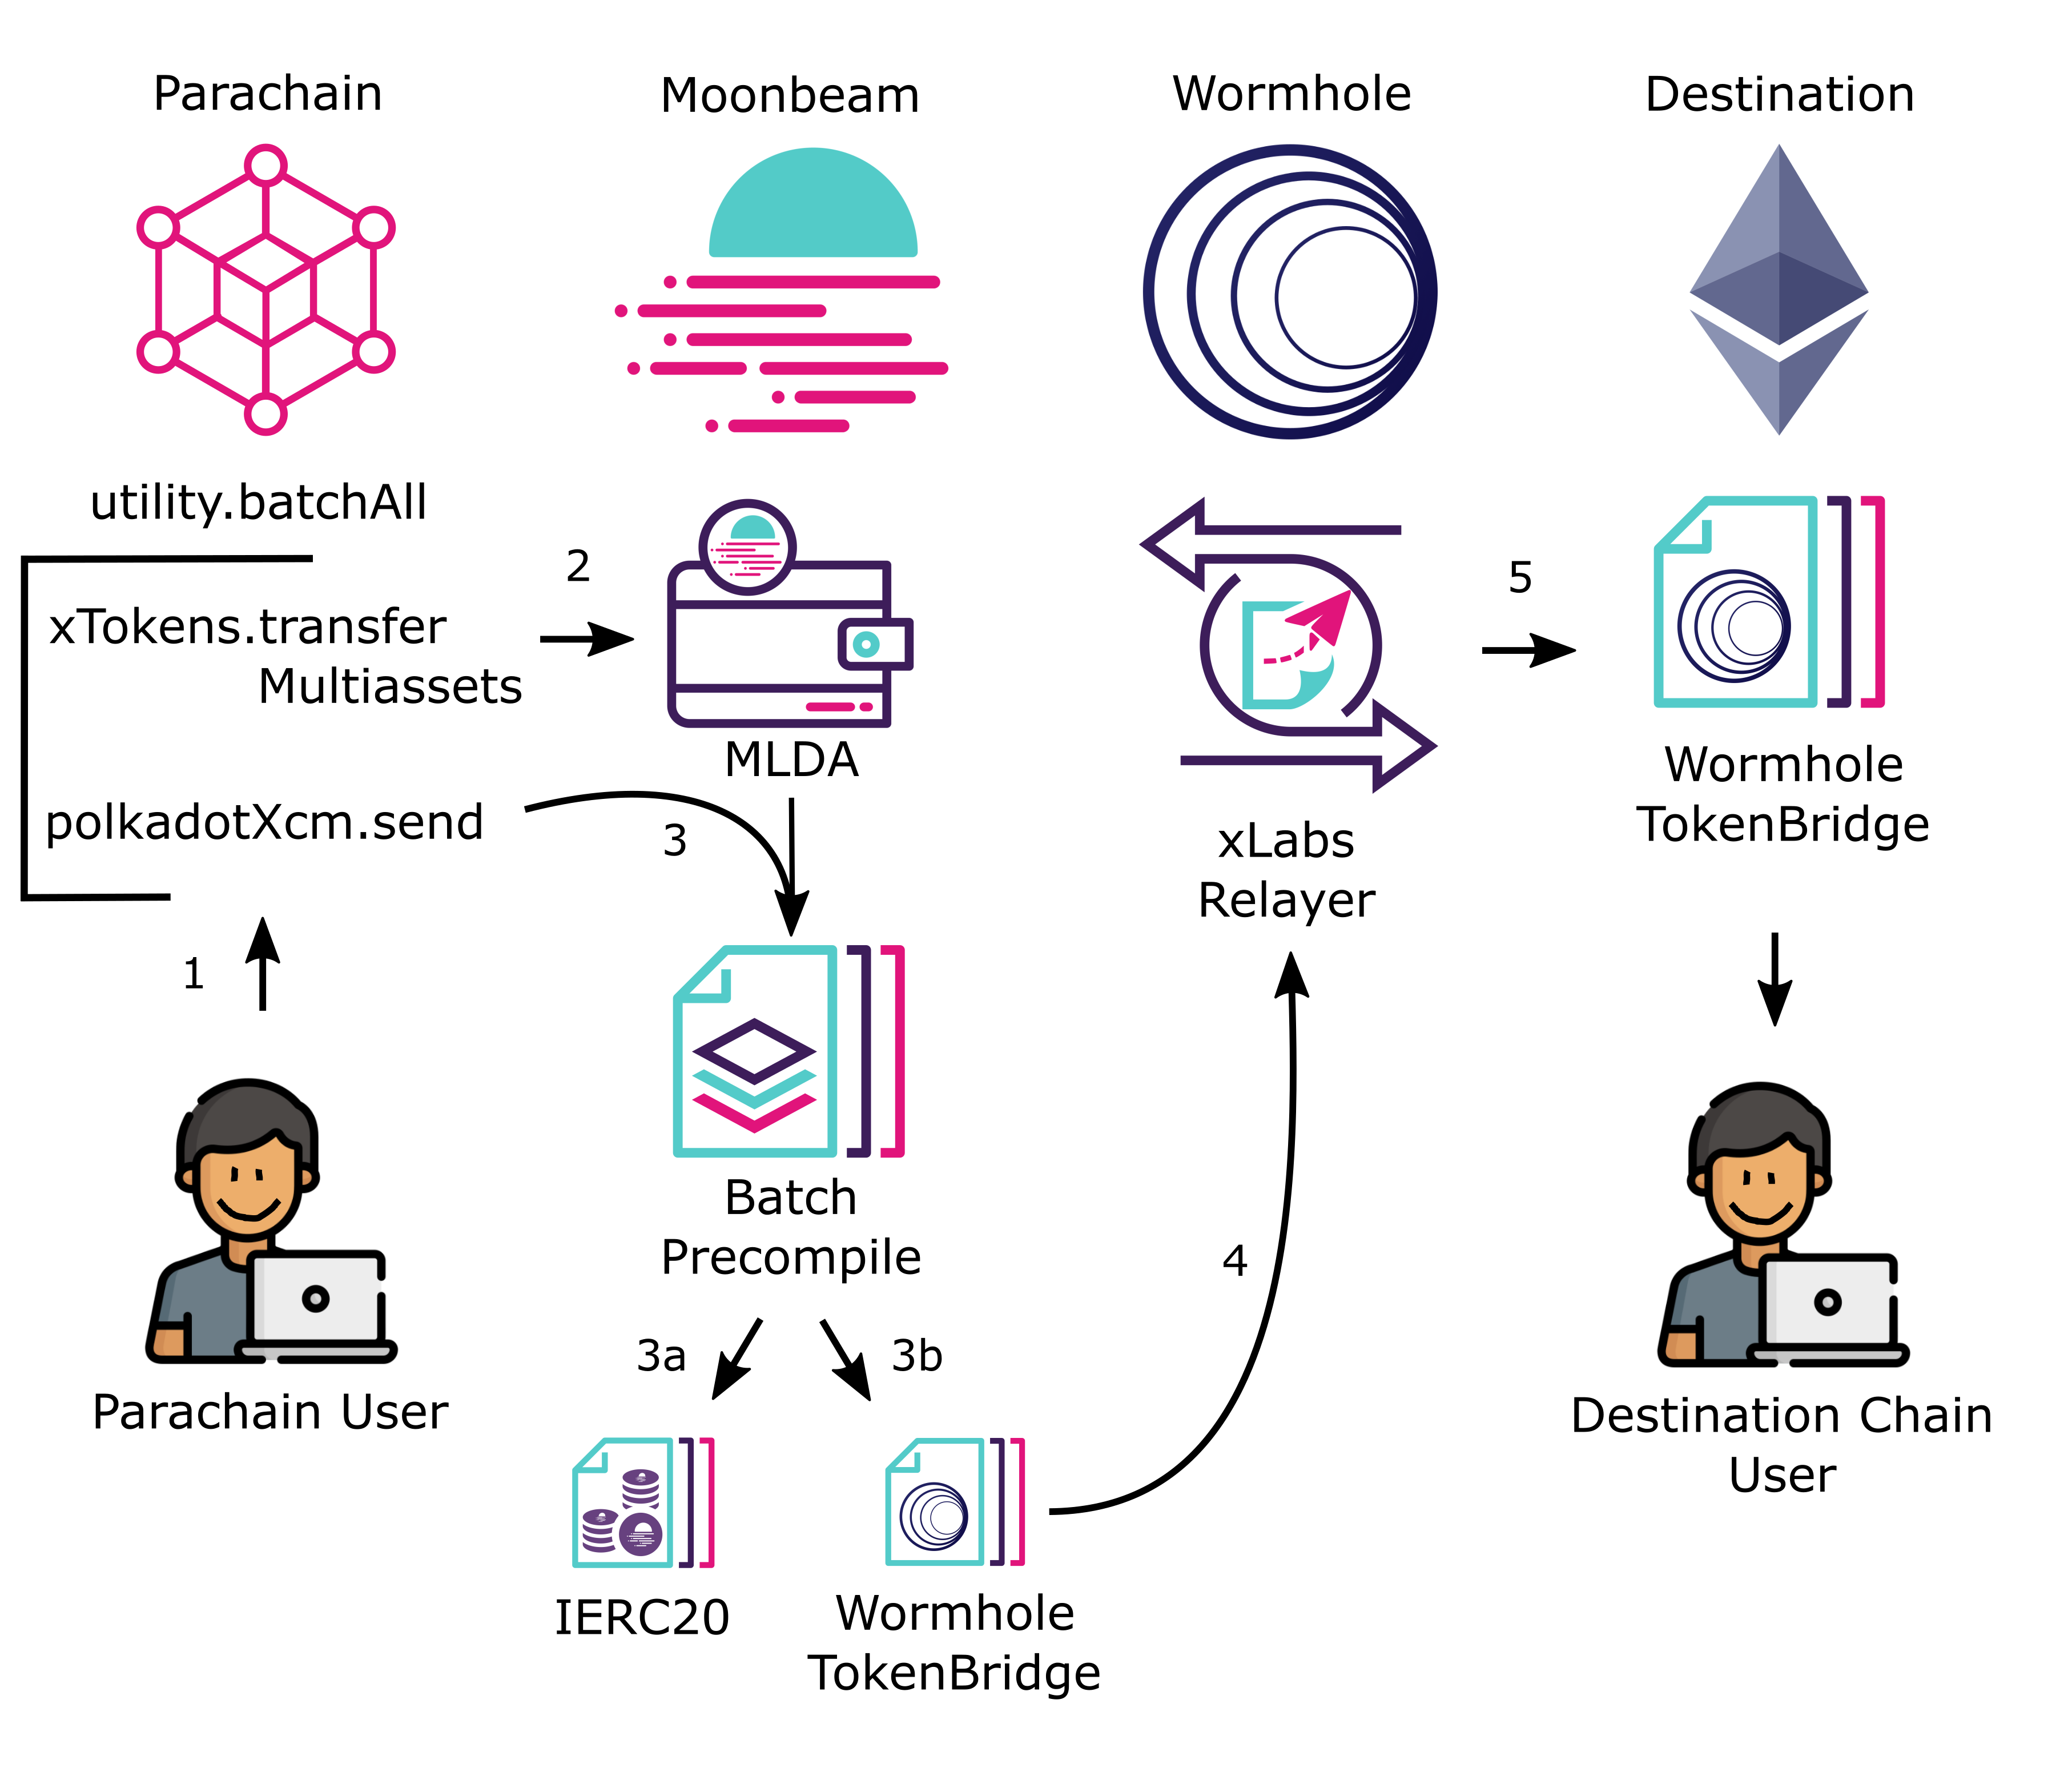 Parachain
Moonbeam
Wormhole
Destination
utility.batchAll
xTokens.transfer
Multiassets
polkadotXcm.send
1
Parachain User
2
MLDA
3
Batch
Precompile
3a
3b
IERC20
Wormhole
TokenBridge
4
xLabs
Relayer
5
Wormhole
TokenBridge
Destination Chain
User